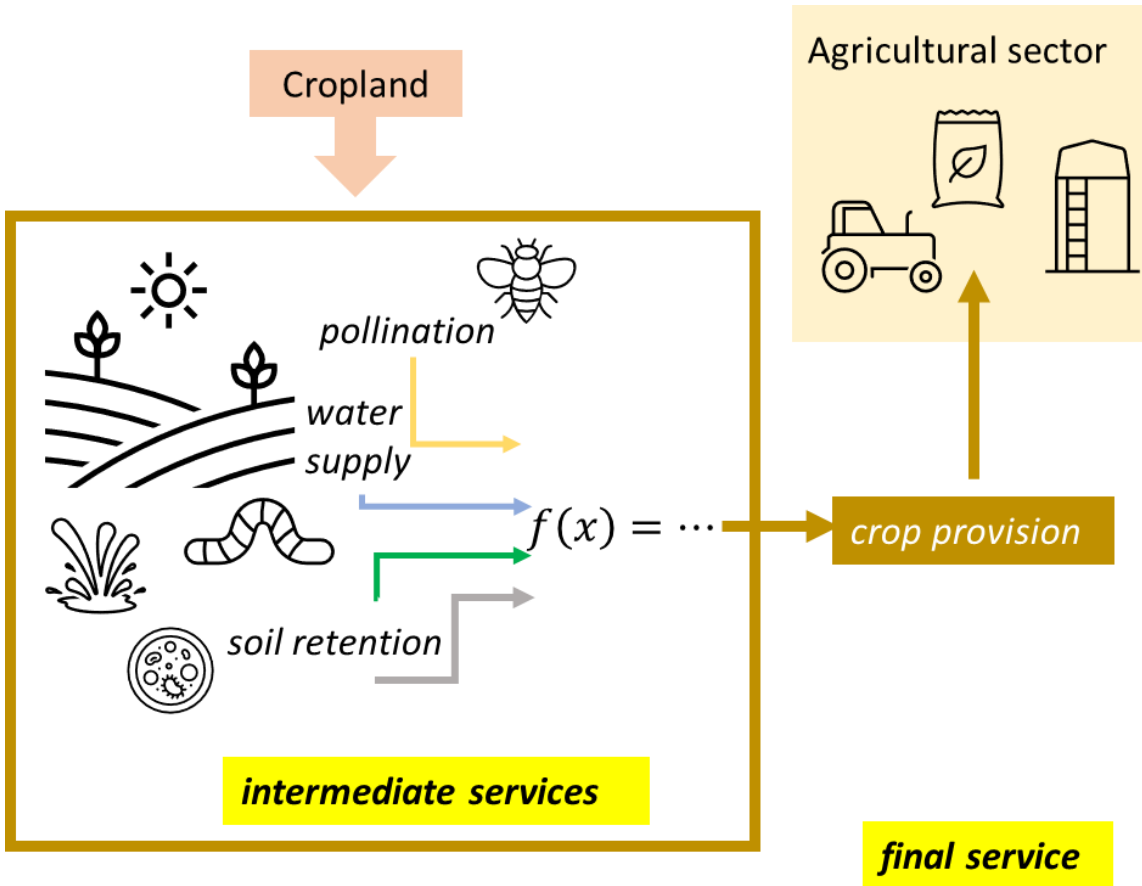 Cropland
Agricultural sector
pollination
water
supply
f(x) = ⋯
crop provision
soil retention
intermediate services
final service